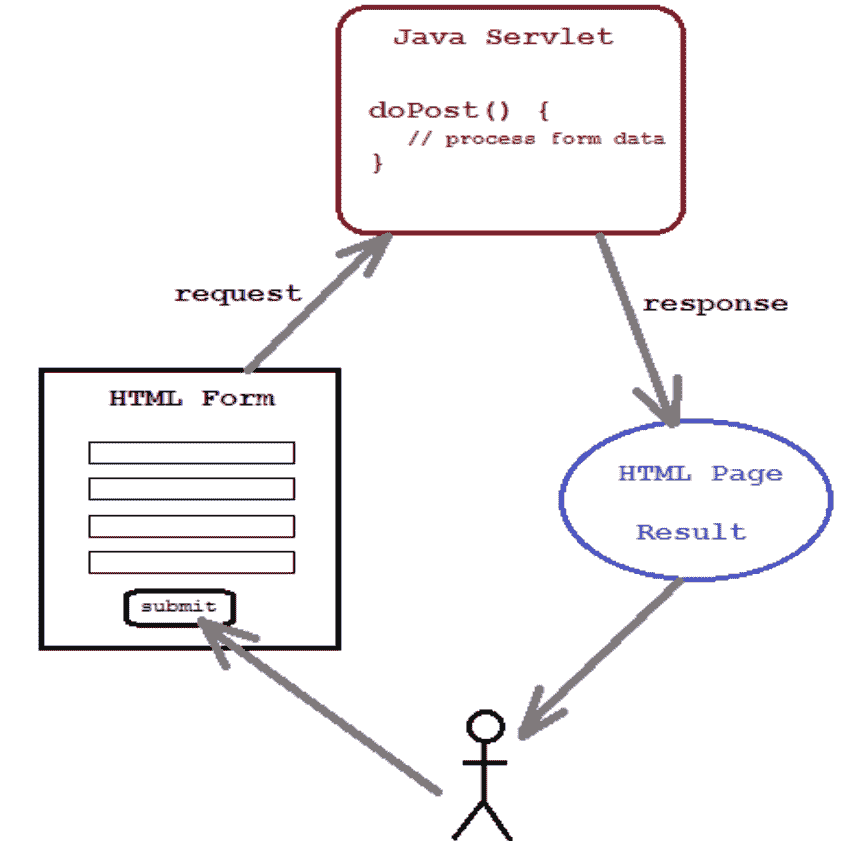 Java Servlet
doPost() {
// process form data
}
request
response
HTML Form
submit
HTML Page
Result